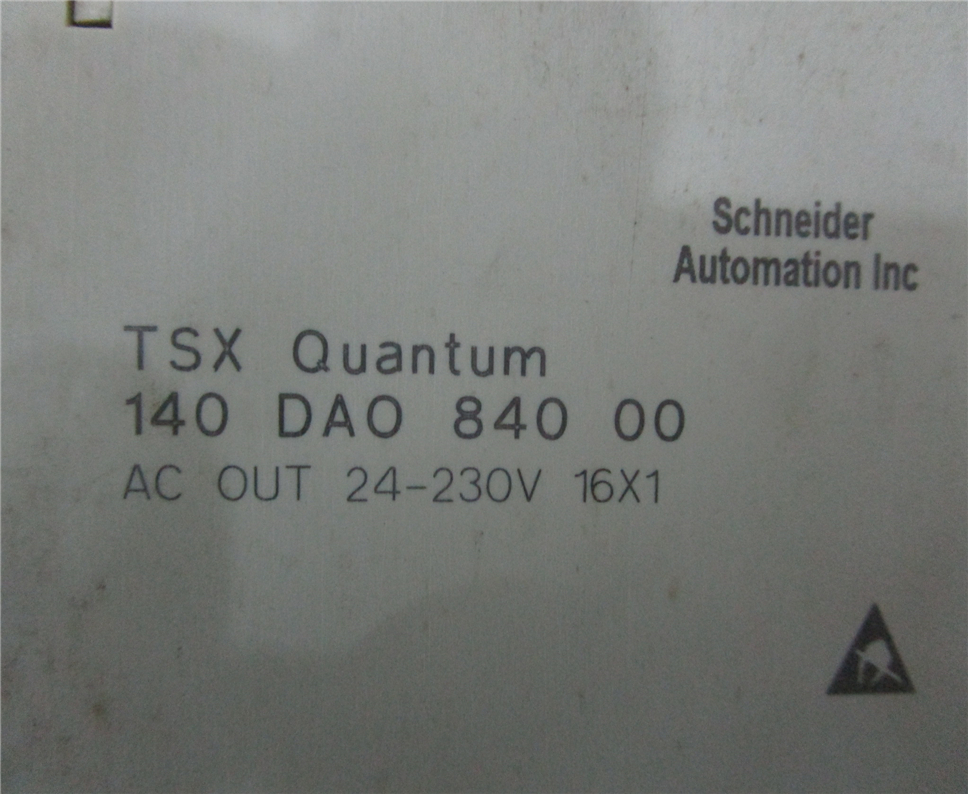 Schneider
Automation Inc
TSX Quantum
140 DAO 840 00
AC OUT 24-230V 16X1